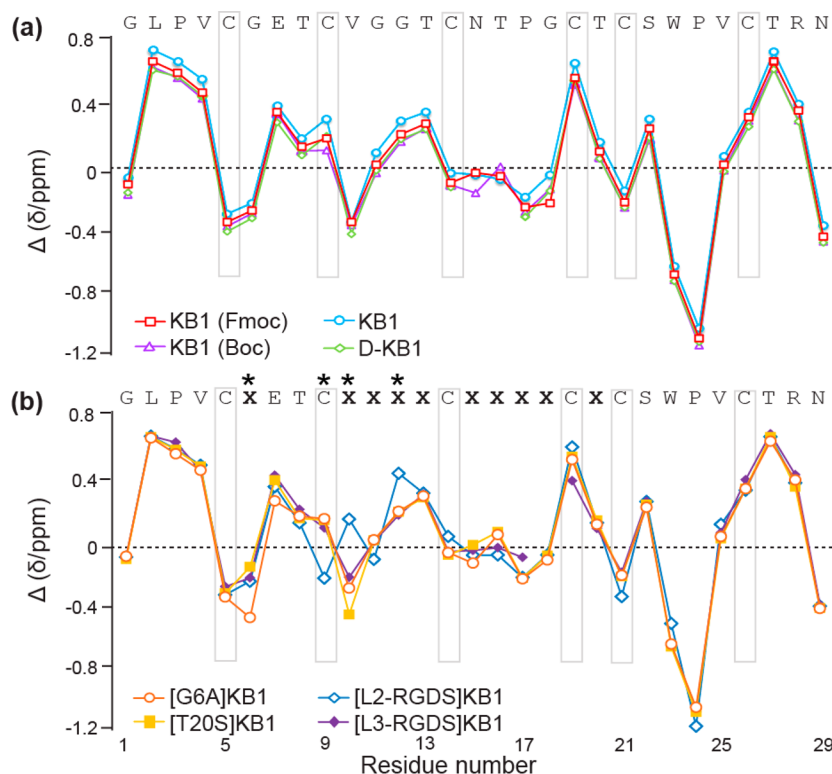 (a) G L P V C G E T C V G G T C N T P G C T C S W P V C T R N
0.8
0.4
0
-0.4
-0.8
-1.2
Δ (δ/ppm)
KB1 (Fmoc) KB1
KB1 (Boc) D-KB1
* * * *
(b) G L P V C X E T C X X X X C X X X X C X C S W P V C T R N
0.8
0.4
0
-0.4
-0.8
-1.2
Δ (δ/ppm)
[G6A]KB1 [L2-RGDS]KB1
[T20S]KB1 [L3-RGDS]KB1
1 5 9 13 17 21 25 29
Residue number